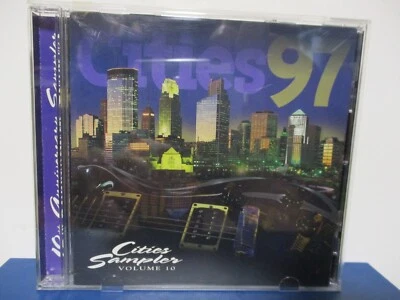 Cities 97
Cities
Sampler
VOLUME 10
10th Anniversary Sampler